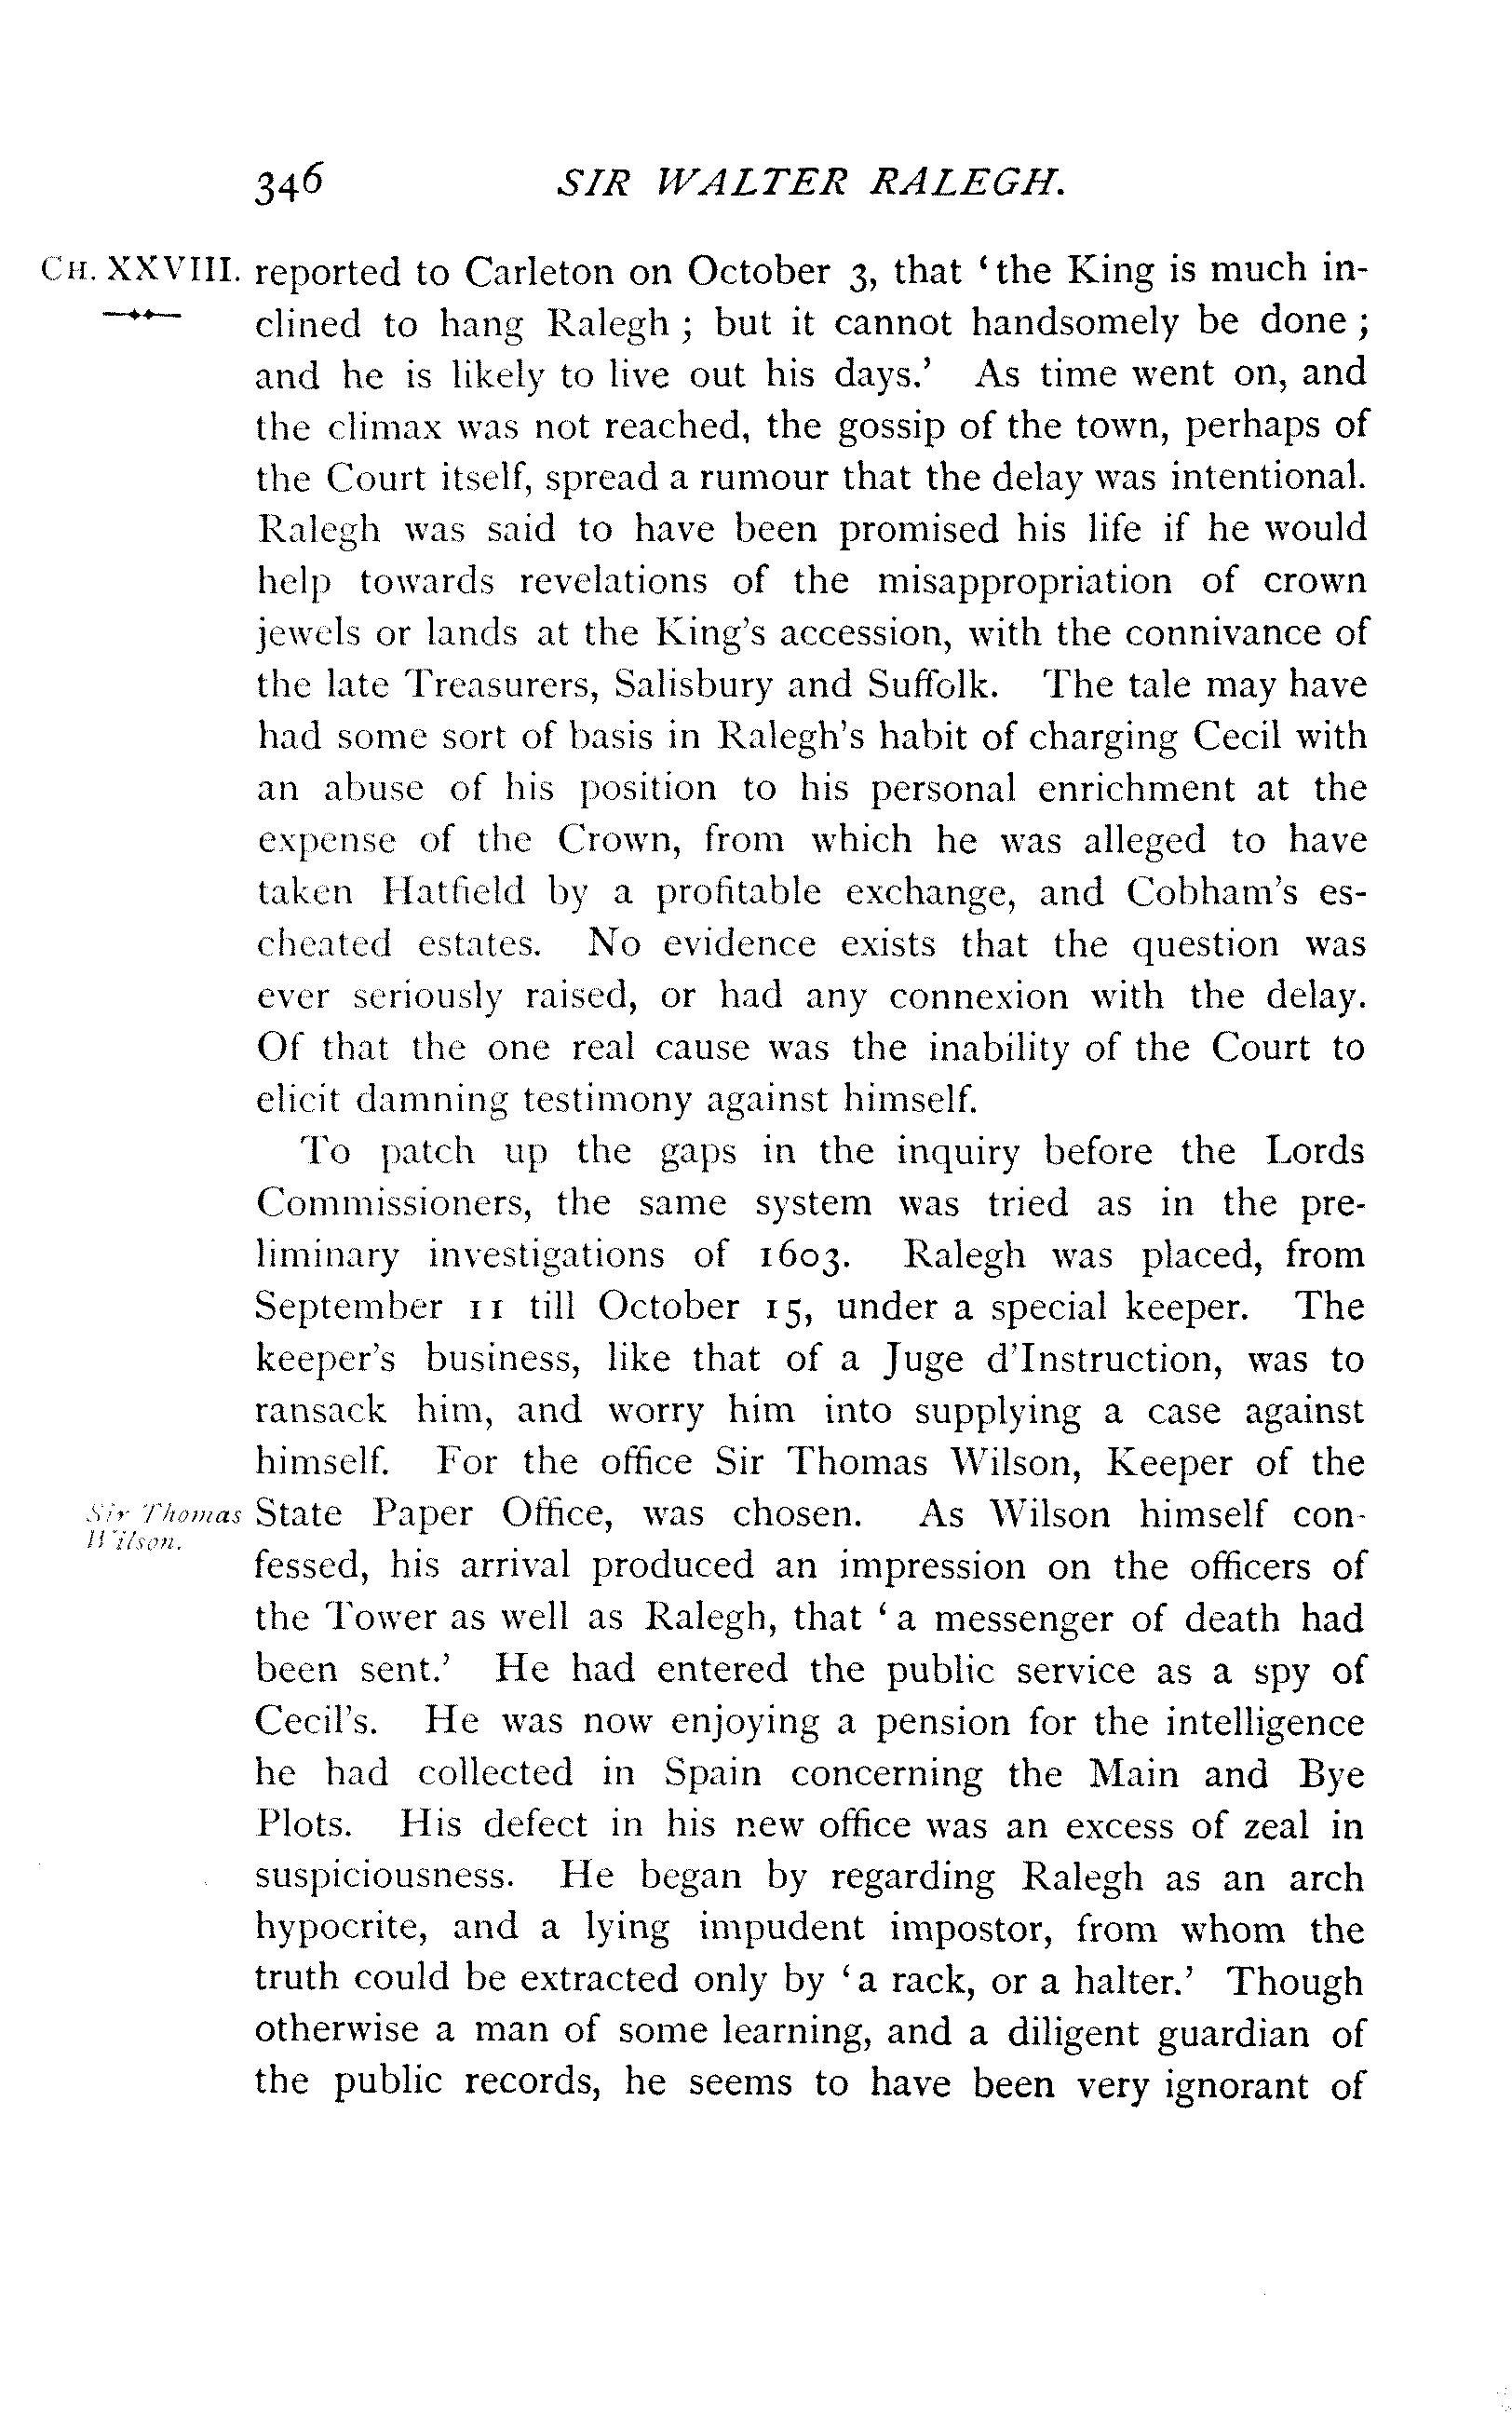 346 SIR WALTER RALEGH.
CH. XXVIII. reported to Carleton on October 3, that ‘the King is much in-
clined to hang Ralegh ; but it cannot handsomely be done ;
and he is likely to live out his days.’ As time went on, and
the climax was not reached, the gossip of the town, perhaps of
the Court itself, spread a rumour that the delay was intentional.
Ralegh was said to have been promised his life if he would
help towards revelations of the misappropriation of crown
jewels or lands at the King's accession, with the connivance of
the late Treasurers, Salisbury and Suffolk. The tale may have
had some sort of basis in Ralegh's habit of charging Cecil with
an abuse of his position to his personal enrichment at the
expense of the Crown, from which he was alleged to have
taken Hatfield by a profitable exchange, and Cobham's es-
cheated estates. No evidence exists that the question was
ever seriously raised, or had any connexion with the delay.
Of that the one real cause was the inability of the Court to
elicit damning testimony against himself.
To patch up the gaps in the inquiry before the Lords
Commissioners, the same system was tried as in the pre-
liminary investigations of 1603. Ralegh was placed, from
September 11 till October 15, under a special keeper. The
keeper's business, like that of a Juge d'Instruction, was to
ransack him, and worry him into supplying a case against
himself. For the office Sir Thomas Wilson, Keeper of the
Sir Thomas Wilson.
State Paper Office, was chosen. As Wilson himself con-
fessed, his arrival produced an impression on the officers of
the Tower as well as Ralegh, that ‘a messenger of death had
been sent.’ He had entered the public service as a spy of
Cecil's. He was now enjoying a pension for the intelligence
he had collected in Spain concerning the Main and Bye
Plots. His defect in his new office was an excess of zeal in
suspiciousness. He began by regarding Ralegh as an arch
hypocrite, and a lying impudent impostor, from whom the
truth could be extracted only by ‘a rack, or a halter.’ Though
otherwise a man of some learning, and a diligent guardian of
the public records, he seems to have been very ignorant of